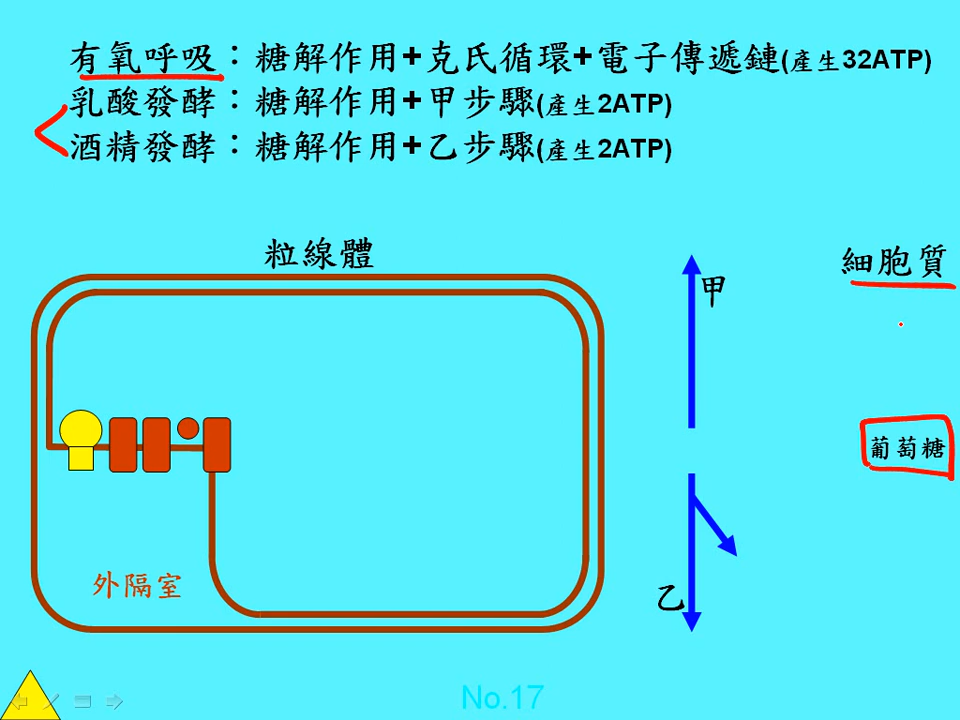 有氧呼吸：糖解作用+克氏循環+電子傳遞鏈(產生32ATP)
乳酸發酵：糖解作用+甲步驟(產生2ATP)
酒精發酵：糖解作用+乙步驟(產生2ATP)
粒線體
細胞質
甲
葡萄糖
外隔室
乙
No.17